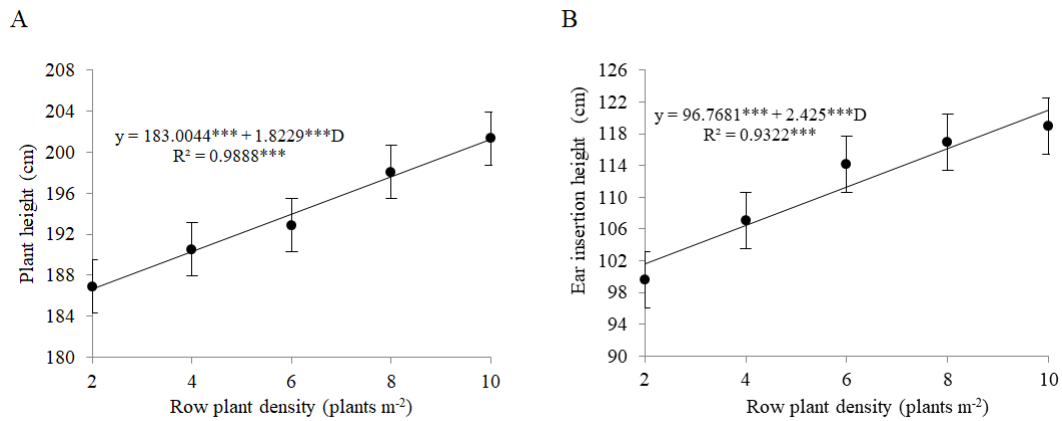 A
Plant height (cm)
208
204
200
196
192
188
184
180
y = 183.0044*** + 1.8229***D
R² = 0.9888***
2 4 6 8 10
Row plant density (plants m⁻²)
B
Ear insertion height (cm)
126
122
118
114
110
106
102
98
94
90
y = 96.7681*** + 2.425***D
R² = 0.9322***
2 4 6 8 10
Row plant density (plants m⁻²)